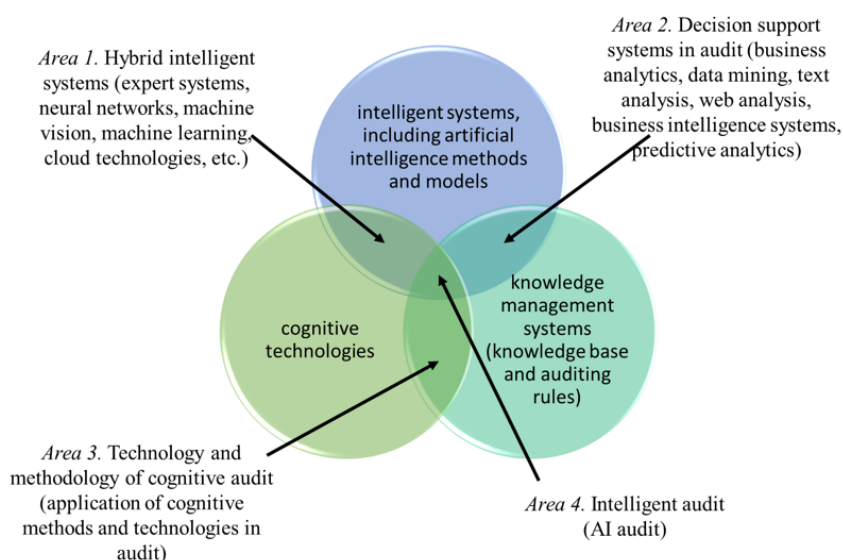 Area 1. Hybrid intelligent
systems (expert systems,
neural networks, machine
vision, machine learning,
cloud technologies, etc.)
Area 2. Decision support
systems in audit (business
analytics, data mining, text
analysis, web analysis,
business intelligence systems,
predictive analytics)
intelligent systems,
including artificial
intelligence methods
and models
cognitive
technologies
knowledge
management
systems
(knowledge base
and auditing
rules)
Area 3. Technology and
methodology of cognitive audit
(application of cognitive
methods and technologies in
audit)
Area 4. Intelligent audit
(AI audit)